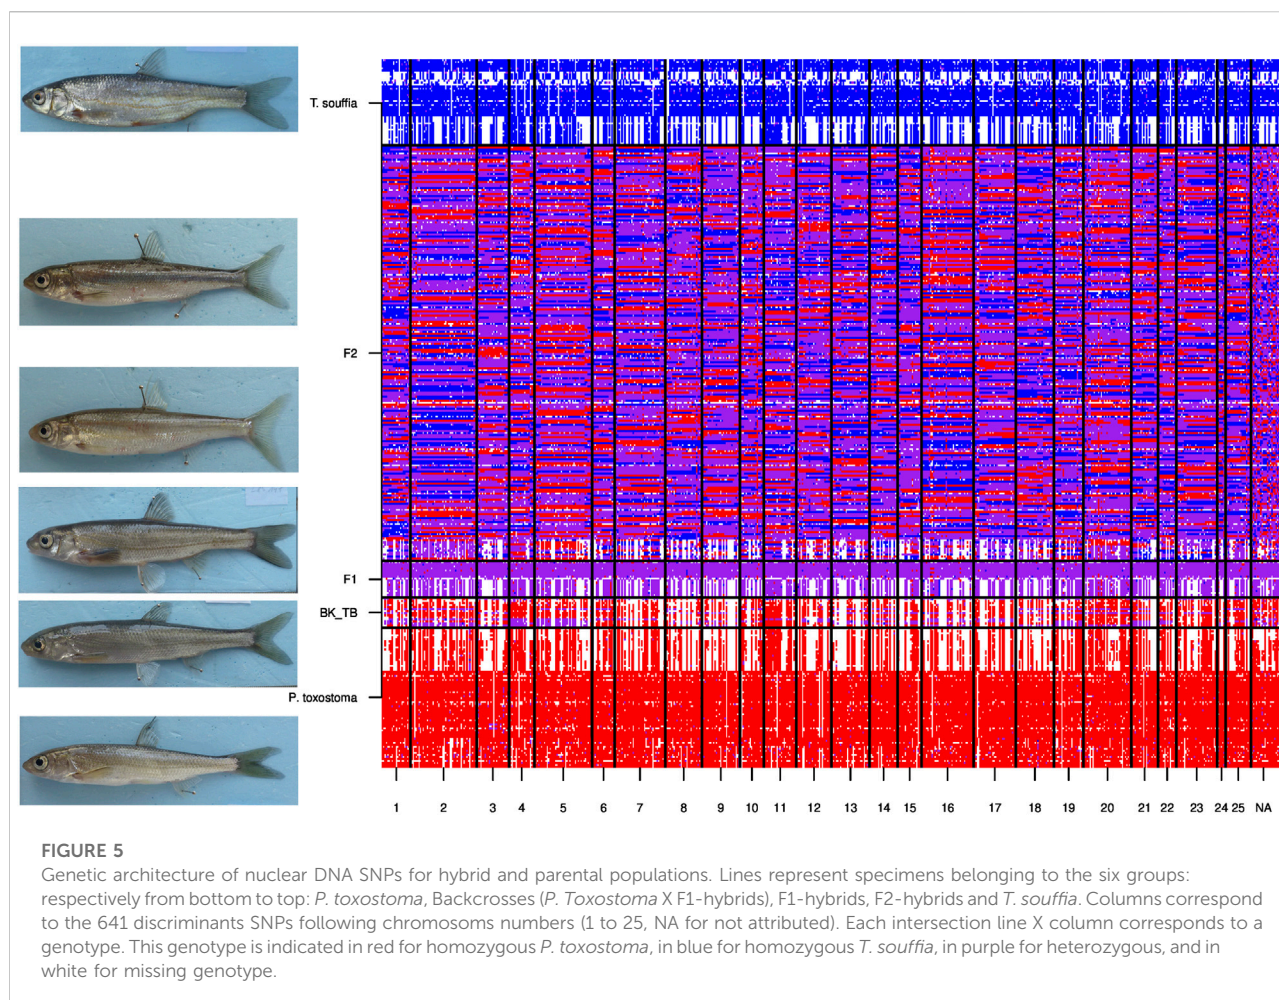 T. souffia
F2
F1
BK_TB
P. toxostoma
1 2 3 4 5 6 7 8 9 10 11 12 13 14 15 16 17 18 19 20 21 22 23 24 25 NA
FIGURE 5
Genetic architecture of nuclear DNA SNPs for hybrid and parental populations. Lines represent specimens belonging to the six groups:
respectively from bottom to top: P. toxostoma, Backcrosses (P. Toxostoma X F1-hybrids), F1-hybrids, F2-hybrids and T. souffia. Columns correspond
to the 641 discriminants SNPs following chromosoms numbers (1 to 25, NA for not attributed). Each intersection line X column corresponds to a
genotype. This genotype is indicated in red for homozygous P. toxostoma, in blue for homozygous T. souffia, in purple for heterozygous, and in
white for missing genotype.